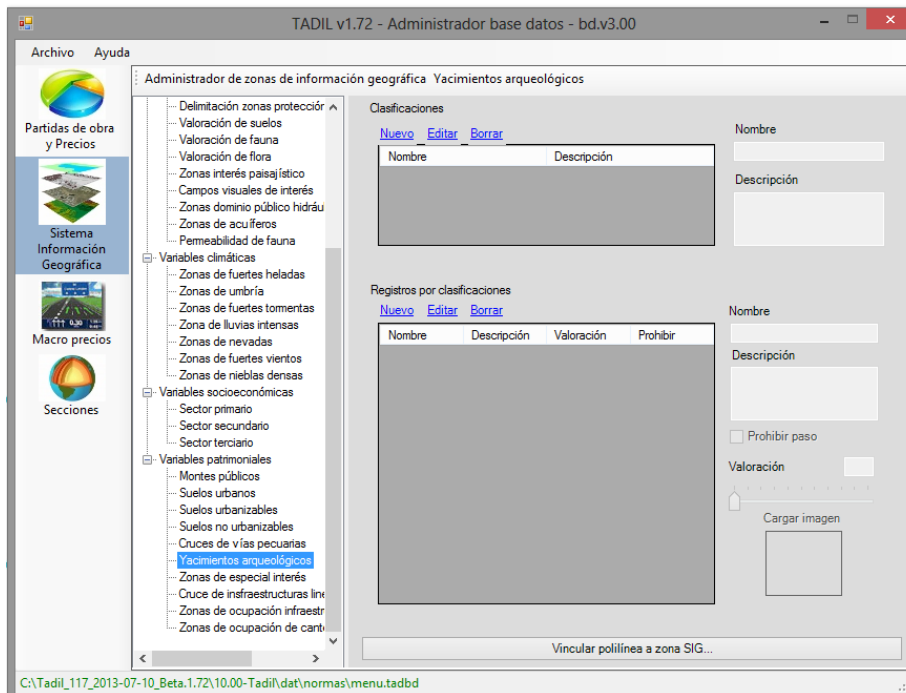 TADIL v1.72 - Administrador base datos - bd.v3.00
Archivo Ayuda
Partidas de obra
y Precios
Sistema
Información
Geográfica
Macro precios
Secciones
Administrador de zonas de información geográfica Yacimientos arqueológicos
Delimitación zonas protección
Valoración de suelos
Valoración de fauna
Valoración de flora
Zonas interés paisajístico
Campos visuales de interés
Zonas dominio público hidráu
Zonas de acuíferos
Permeabilidad de fauna
Variables climáticas
Zonas de fuertes heladas
Zonas de umbría
Zonas de fuertes tormentas
Zona de lluvias intensas
Zonas de nevadas
Zonas de fuertes vientos
Zonas de nieblas densas
Variables socioeconómicas
Sector primario
Sector secundario
Sector terciario
Variables patrimoniales
Montes públicos
Suelos urbanos
Suelos urbanizables
Suelos no urbanizables
Cruces de vías pecuarias
Yacimientos arqueológicos
Zonas de especial interés
Cruce de insfraestructuras line
Zonas de ocupación infraestr
Zonas de ocupación de cante
Clasificaciones
Nuevo Editar Borrar
Nombre Descripción
Nombre
Descripción
Registros por clasificaciones
Nuevo Editar Borrar
Nombre Descripción Valoración Prohibir
Nombre
Descripción
Prohibir paso
Valoración
Cargar imagen
Vincular polilínea a zona SIG...
C:\Tadil_117_2013-07-10_Beta.1.72\10.00-Tadil\dat\normas\menu.tadbd